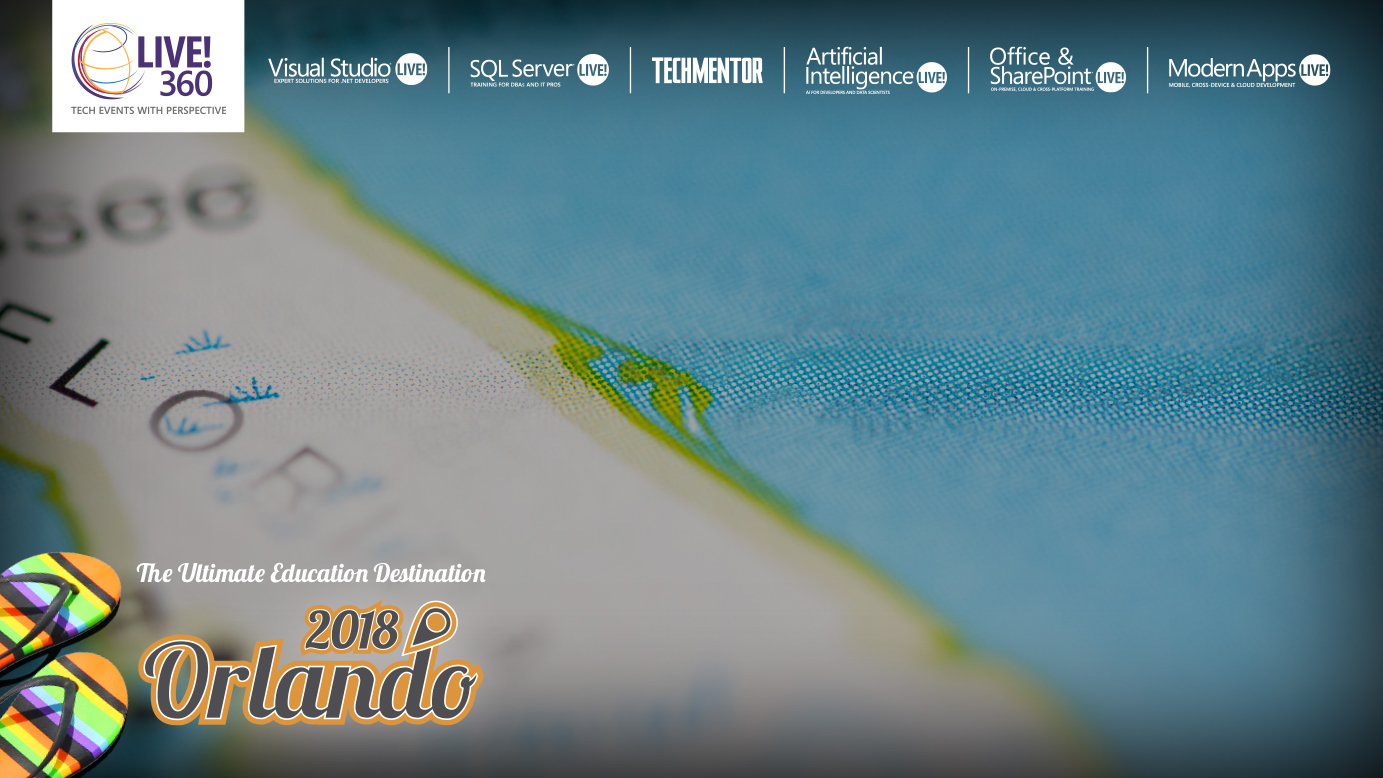 LIVE!
360
TECH EVENTS WITH PERSPECTIVE
Visual Studio LIVE!
EXPERT SOLUTIONS FOR .NET DEVELOPERS
SQL Server LIVE!
TRAINING FOR DBAs AND IT PROS
TECHMENTOR
Artificial
Intelligence LIVE!
AI FOR DEVELOPERS AND DATA SCIENTISTS
Office &
SharePoint LIVE!
ON-PREMISE, CLOUD & CROSS-PLATFORM TRAINING
Modern Apps LIVE!
MOBILE, CROSS-DEVICE & CLOUD DEVELOPMENT
ssee
FLORI
The Ultimate Education Destination
2018
Orlando